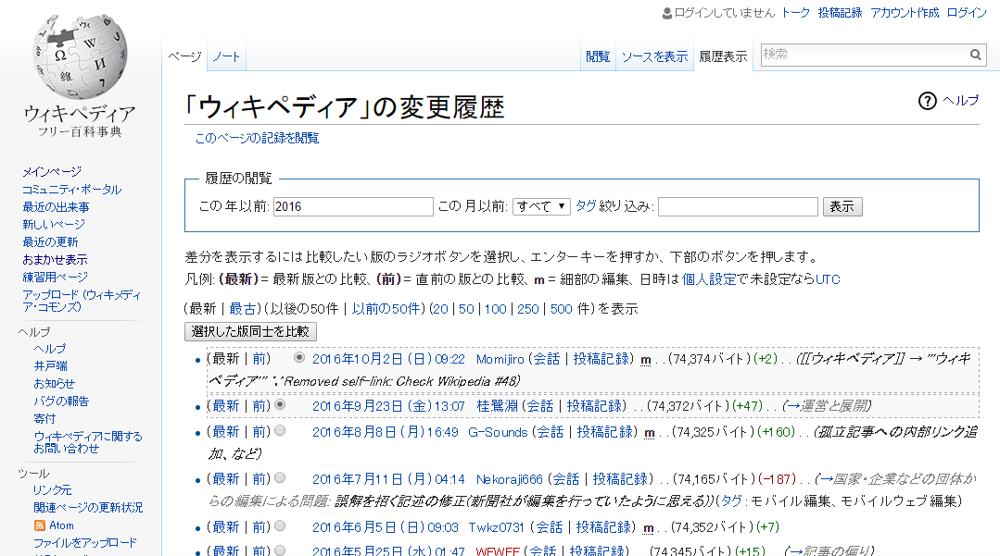 ログインしていません トーク 投稿記録 アカウント作成 ログイン
ページ ノート 閲覧 ソースを表示 履歴表示 検索
ウィキペディア
フリー百科事典
「ウィキペディア」の変更履歴
? ヘルプ
このページの記録を閲覧
メインページ
コミュニティ・ポータル
最近の出来事
新しいページ
最近の更新
おまかせ表示
練習用ページ
アップロード (ウィキメディ
ア・コモンズ)
ヘルプ
ヘルプ
井戸端
お知らせ
バグの報告
寄付
ウィキペディアに関する
お問い合わせ
ツール
リンク元
関連ページの更新状況
Atom
ファイルをアップロード
履歴の閲覧
この年以前: 2016 この月以前: すべて ▼ タグ絞り込み: 表示
差分を表示するには比較したい版のラジオボタンを選択し、エンターキーを押すか、下部のボタンを押します。
凡例: (最新) = 最新版との比較、(前) = 直前の版との比較、m = 細部の編集、日時は個人設定で未設定ならUTC
(最新 | 最古) (以後の50件 | 以前の50件) (20 | 50 | 100 | 250 | 500 件) を表示
選択した版同士を比較
(最新 | 前) 2016年10月2日 (日) 09:22 Momijiro (会話 | 投稿記録) m . . (74,374バイト) (+2) . . ([[ウィキペディア]] → '''ウィキ
ペディア''' ∵Removed self-link: Check Wikipedia #48)
(最新 | 前) 2016年9月23日 (金) 13:07 桂鷺淵 (会話 | 投稿記録) . . (74,372バイト) (+47) . . (→運営と展開)
(最新 | 前) 2016年8月8日 (月) 16:49 G-Sounds (会話 | 投稿記録) m . . (74,325バイト) (+160) . . (孤立記事への内部リンク追
加、など)
(最新 | 前) 2016年7月11日 (月) 04:14 Nekoraji666 (会話 | 投稿記録) . . (74,165バイト) (-187) . . (→国家・企業などの団体か
らの編集による問題: 誤解を招く記述の修正(新聞社が編集を行っていたように思える)) (タグ: モバイル編集、モバイルウェブ編集)
(最新 | 前) 2016年6月5日 (日) 09:03 Twkz0731 (会話 | 投稿記録) m . . (74,352バイト) (+7)
(最新 | 前) 2016年5月25日 (水) 01:47 WFWFF (会話 | 投稿記録) . . (74,345バイト) (+15) . . (→記事の偏り)